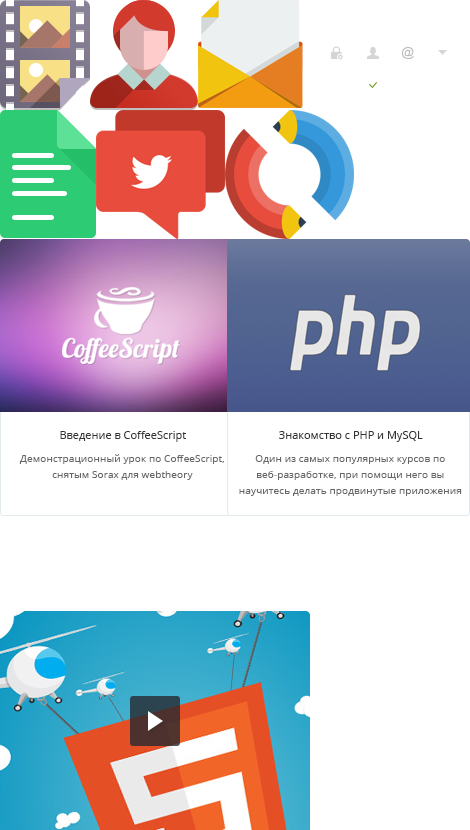 @
CoffeeScript
php
Введение в CoffeeScript
Демонстрационный урок по CoffeeScript,
снятым Sorax для webtheory
Знакомство с PHP и MySQL
Один из самых популярных курсов по
веб-разработке, при помощи него вы
научитесь делать продвинутые приложения